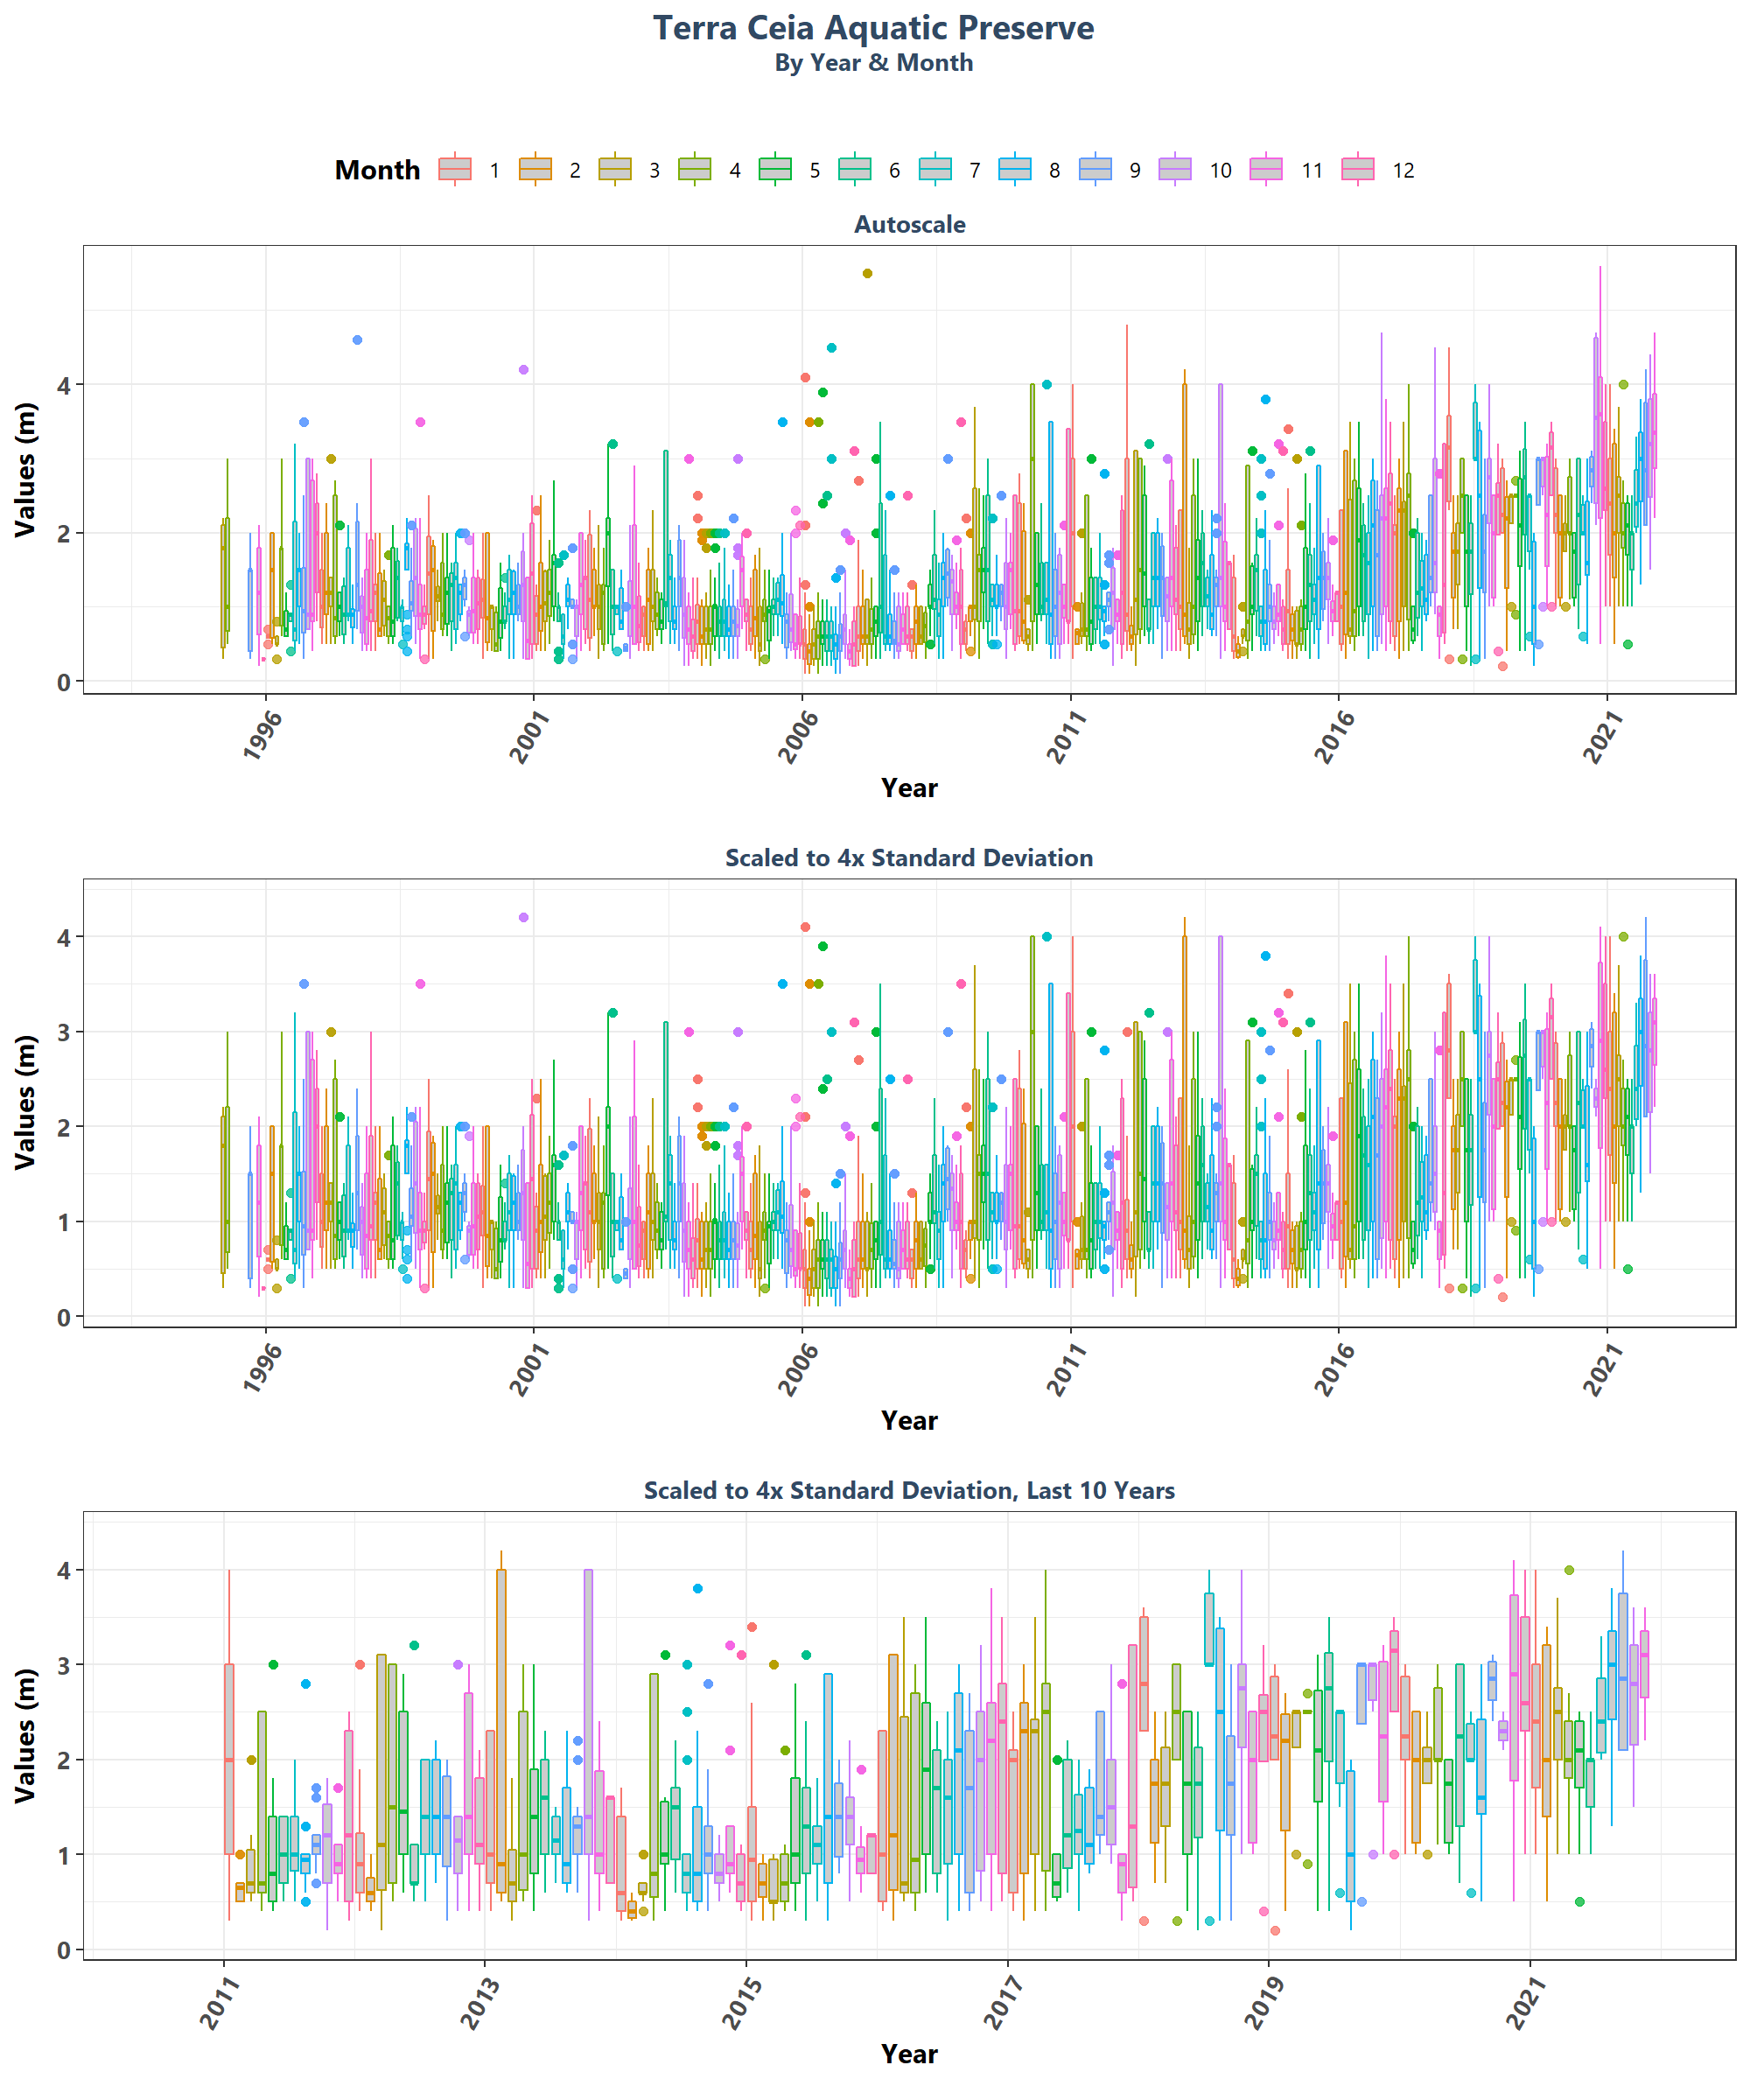 Terra Ceia Aquatic Preserve
By Year & Month
Month 1 2 3 4 5 6 7 8 9 10 11 12
Autoscale
Values (m)
4
2
0
1996 2001 2006 2011 2016 2021
Year
Scaled to 4x Standard Deviation
Values (m)
4
3
2
1
0
1996 2001 2006 2011 2016 2021
Year
Scaled to 4x Standard Deviation, Last 10 Years
Values (m)
4
3
2
1
0
2011 2013 2015 2017 2019 2021
Year